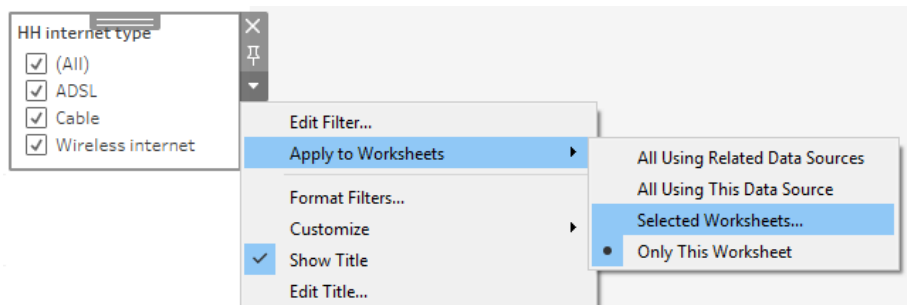 HH internet type
(All)
ADSL
Cable
Wireless internet
Edit Filter...
Apply to Worksheets
Format Filters...
Customize
Show Title
Edit Title...
All Using Related Data Sources
All Using This Data Source
Selected Worksheets...
Only This Worksheet